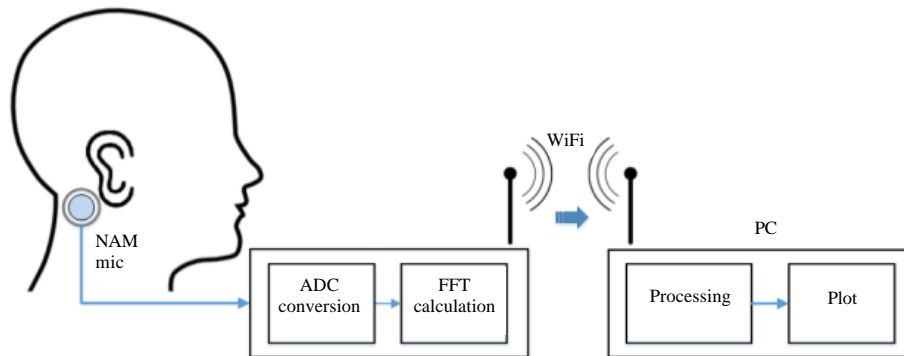 WiFi
NAM
mic
PC
ADC
conversion
FFT
calculation
Processing
Plot